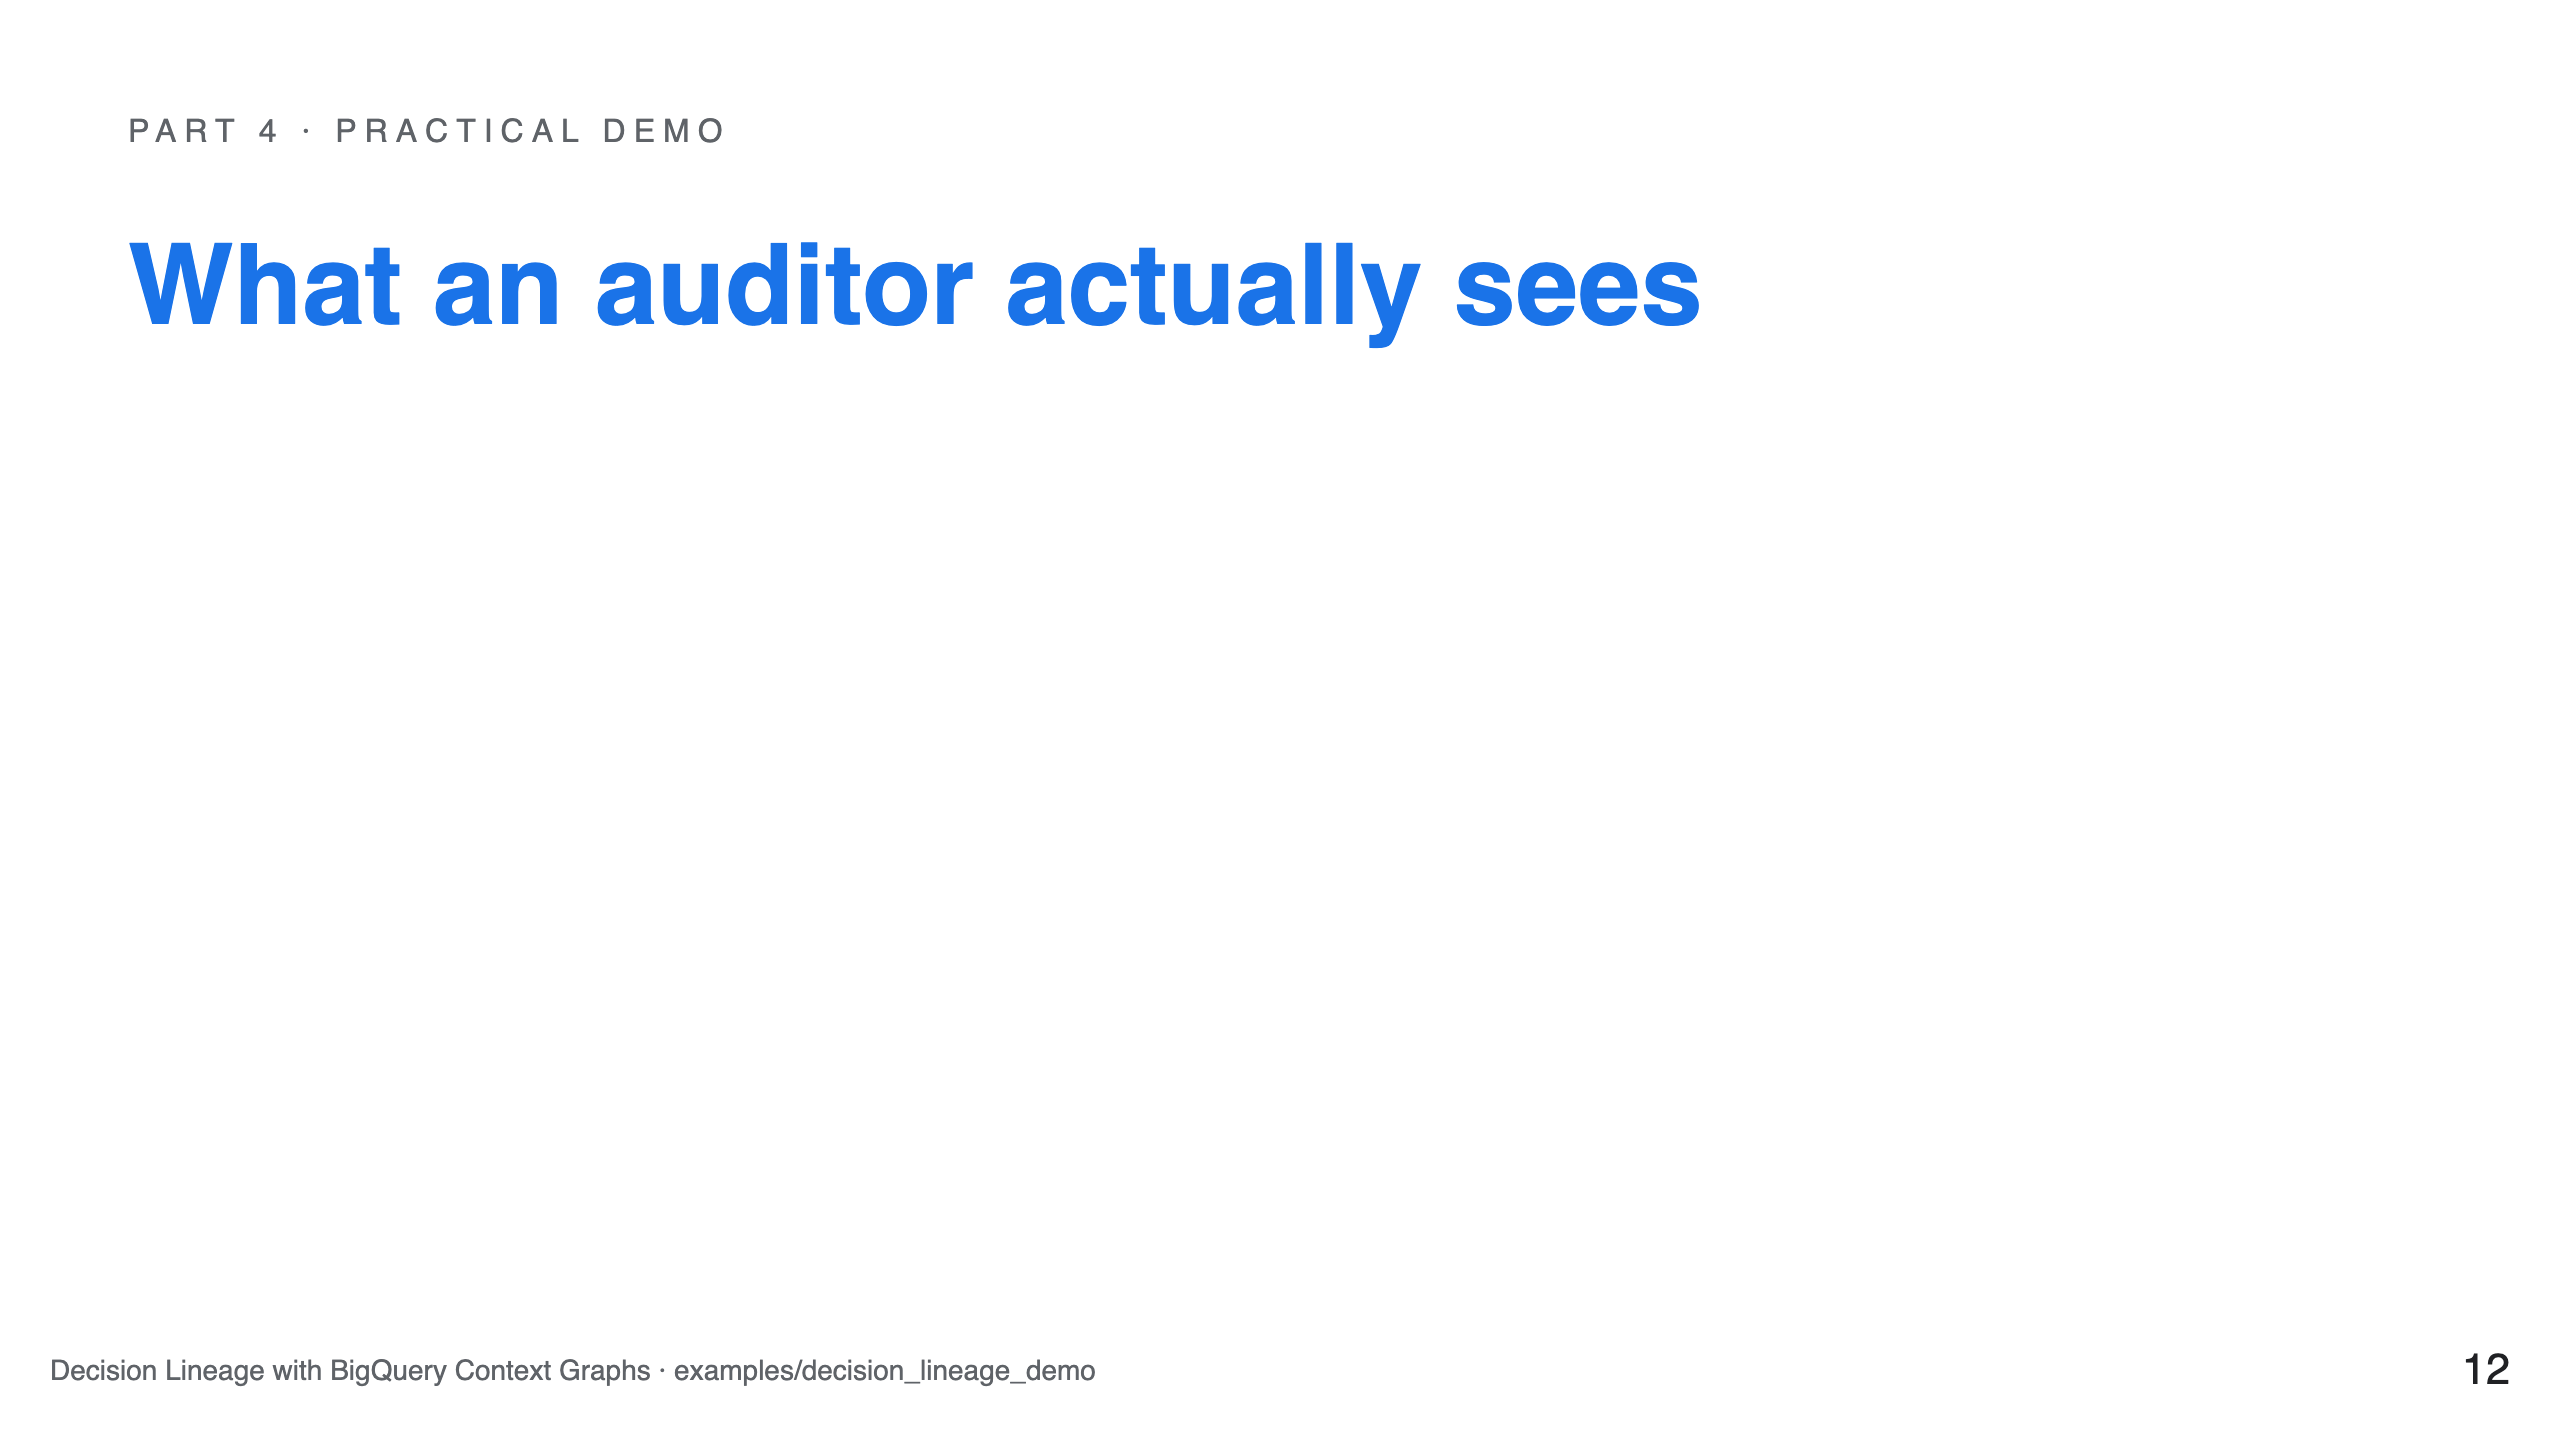 PART 4 · PRACTICAL DEMO
What an auditor actually sees
Decision Lineage with BigQuery Context Graphs · examples/decision_lineage_demo
12